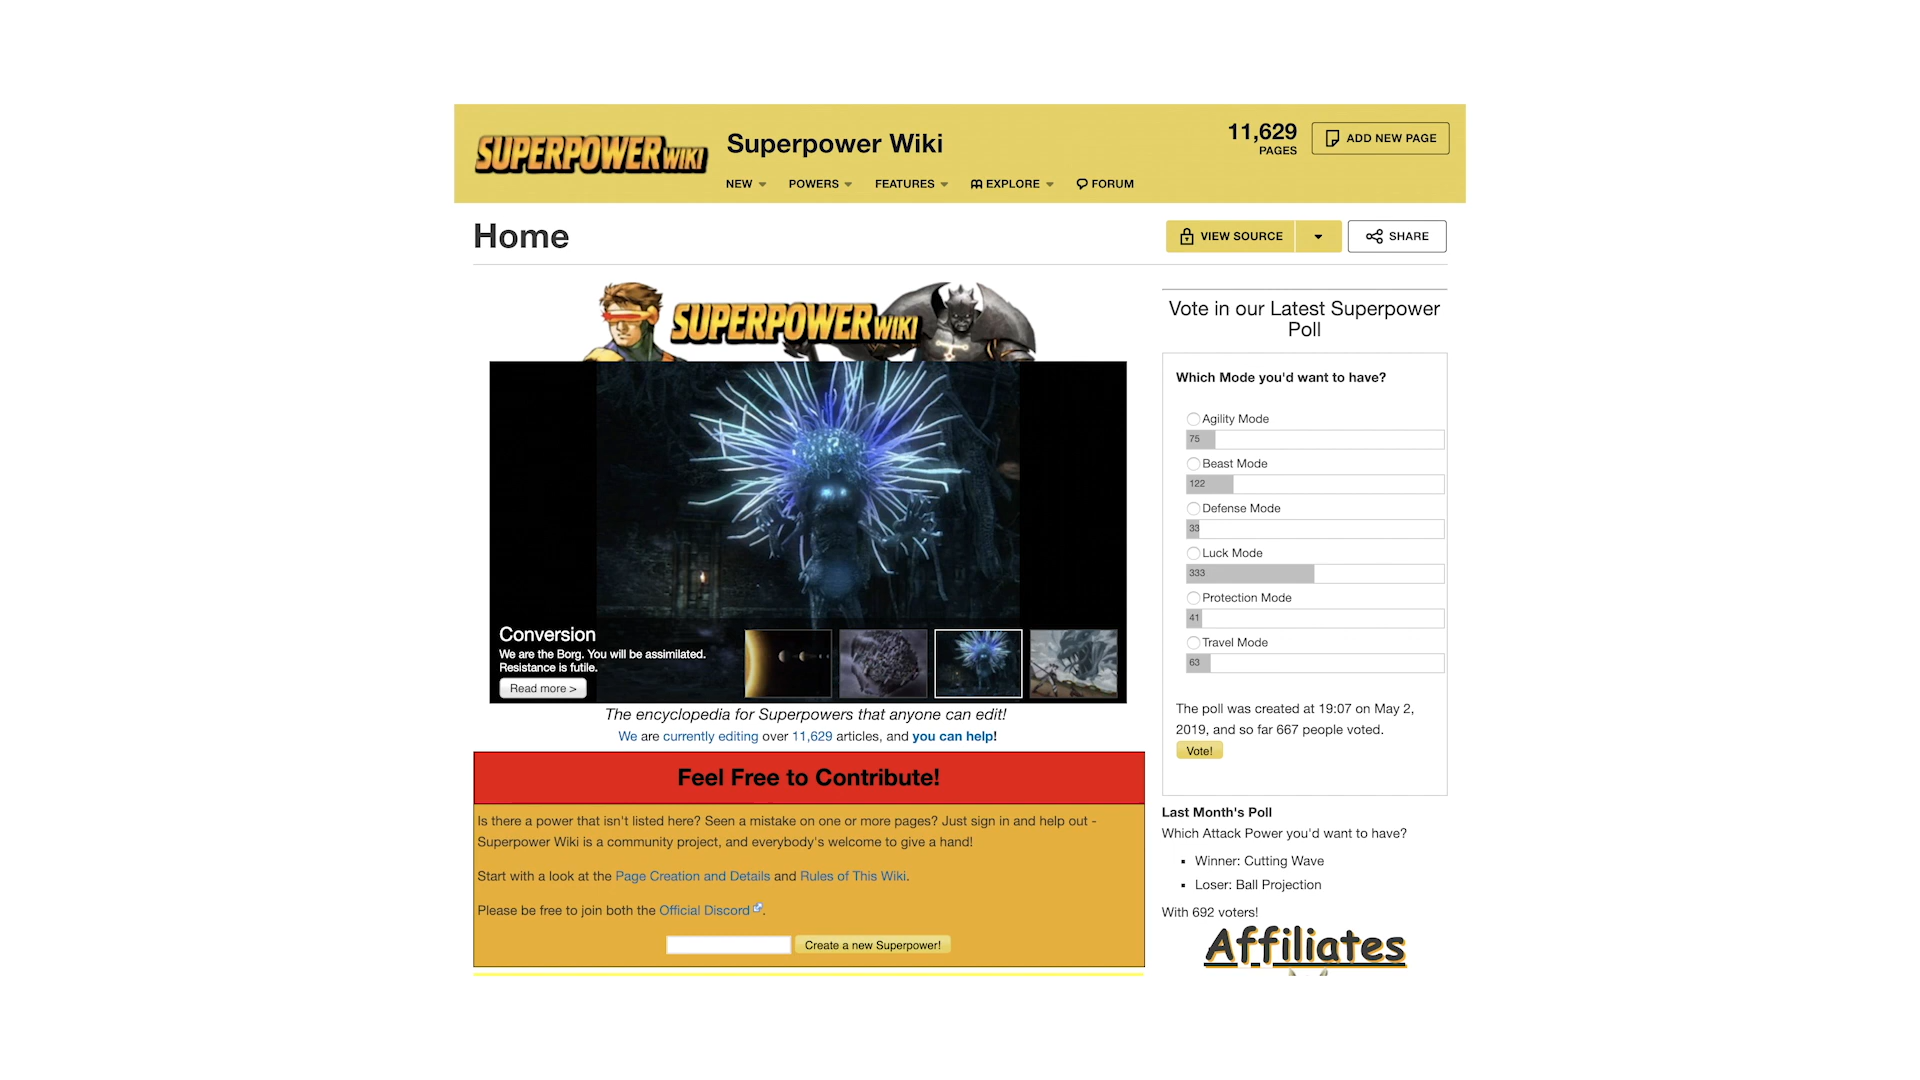 SUPERPOWER WIKI
Superpower Wiki
11,629
PAGES
ADD NEW PAGE
NEW POWERS FEATURES EXPLORE FORUM
Home
VIEW SOURCE
SHARE
SUPERPOWER WIKI
Conversion
We are the Borg. You will be assimilated.
Resistance is futile.
Read more >
The encyclopedia for Superpowers that anyone can edit!
We are currently editing over 11,629 articles, and you can help!
Feel Free to Contribute!
Is there a power that isn't listed here? Seen a mistake on one or more pages? Just sign in and help out -
Superpower Wiki is a community project, and everybody's welcome to give a hand!
Start with a look at the Page Creation and Details and Rules of This Wiki.
Please be free to join both the Official Discord.
Create a new Superpower!
Vote in our Latest Superpower
Poll
Which Mode you'd want to have?
Agility Mode
75
Beast Mode
122
Defense Mode
33
Luck Mode
333
Protection Mode
41
Travel Mode
63
The poll was created at 19:07 on May 2,
2019, and so far 667 people voted.
Vote!
Last Month's Poll
Which Attack Power you'd want to have?
Winner: Cutting Wave
Loser: Ball Projection
With 692 voters!
Affiliates